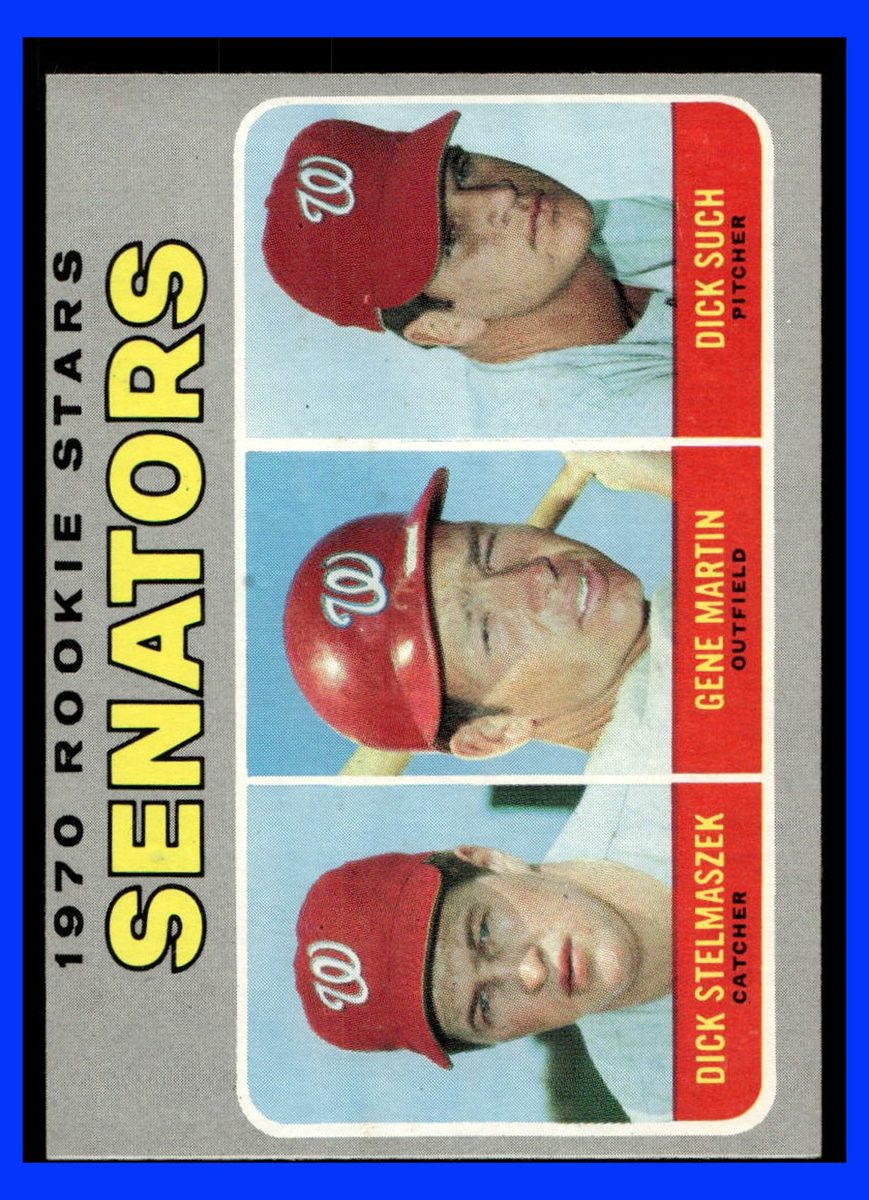 1970 ROOKIE STARS
SENATORS
W
W
W
DICK STELMASZEK
CATCHER
GENE MARTIN
OUTFIELD
DICK SUCH
PITCHER